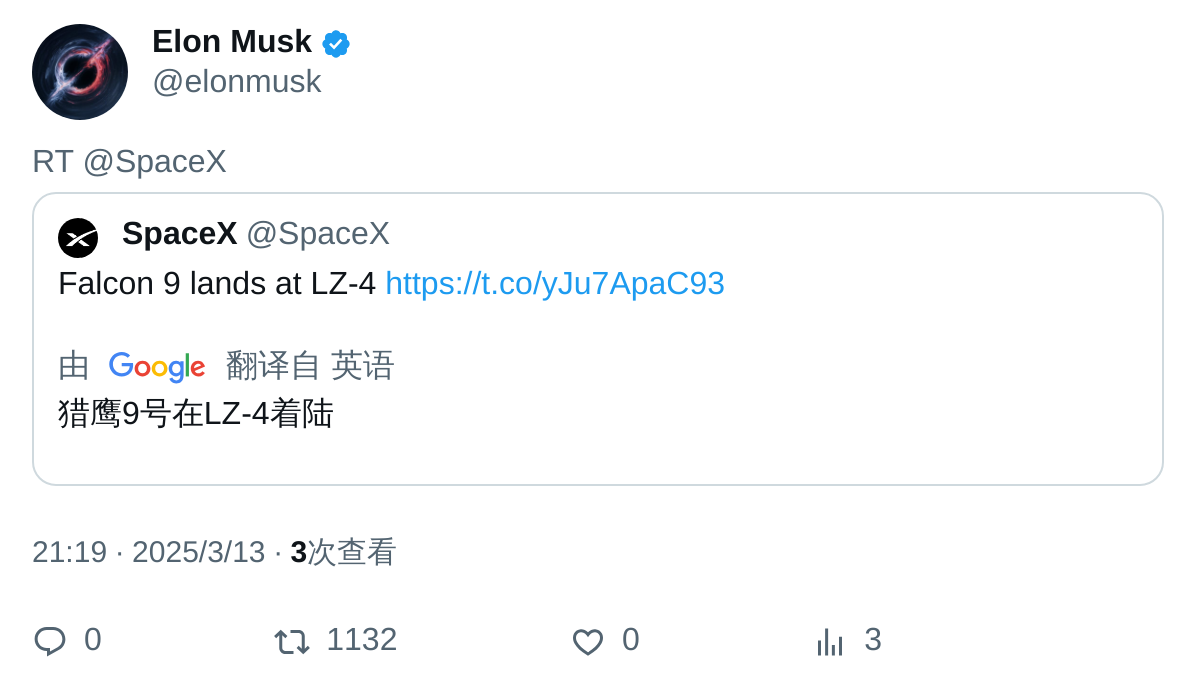 Elon Musk
@elonmusk
RT @SpaceX
SpaceX @SpaceX
Falcon 9 lands at LZ-4 https://t.co/yJu7ApaC93
由 Google 翻译自 英语
猎鹰9号在LZ-4着陆
21:19 · 2025/3/13 · 3次查看
0 1132 0 3